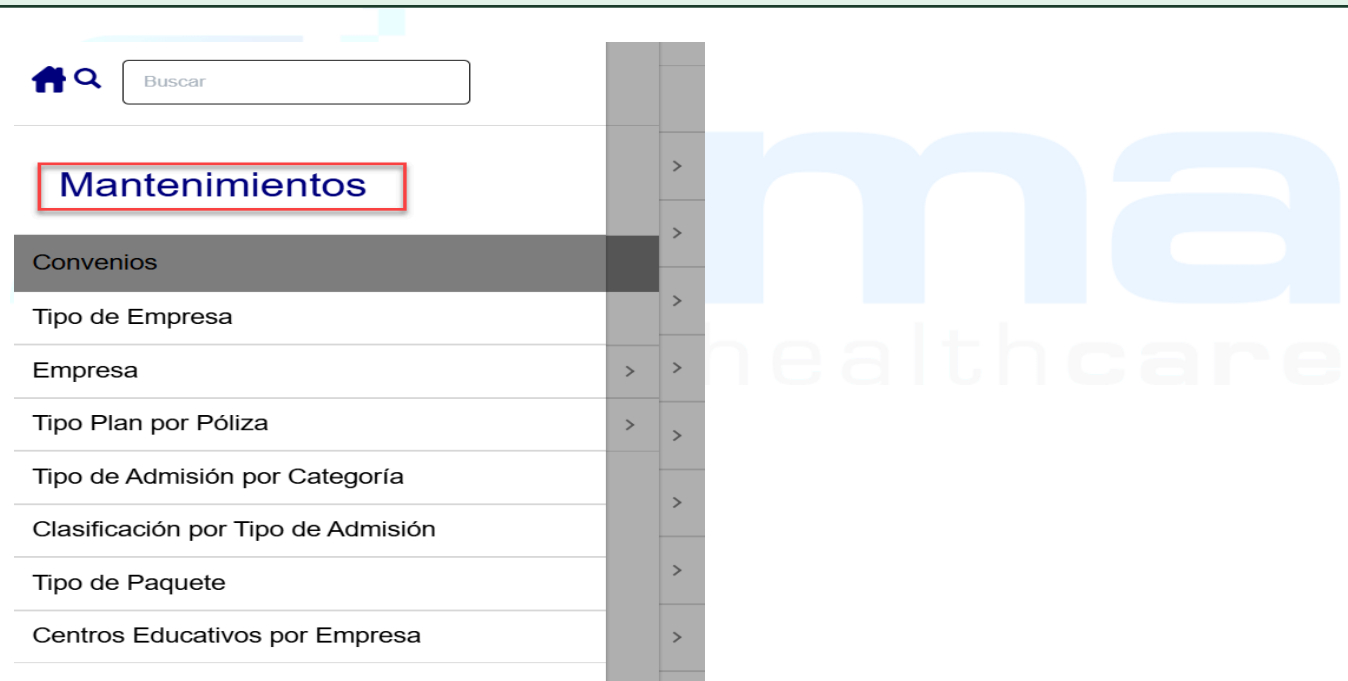 Buscar
Mantenimientos
Convenios
Tipo de Empresa
Empresa >
Tipo Plan por Póliza >
Tipo de Admisión por Categoría
Clasificación por Tipo de Admisión
Tipo de Paquete
Centros Educativos por Empresa
ma
healthcare